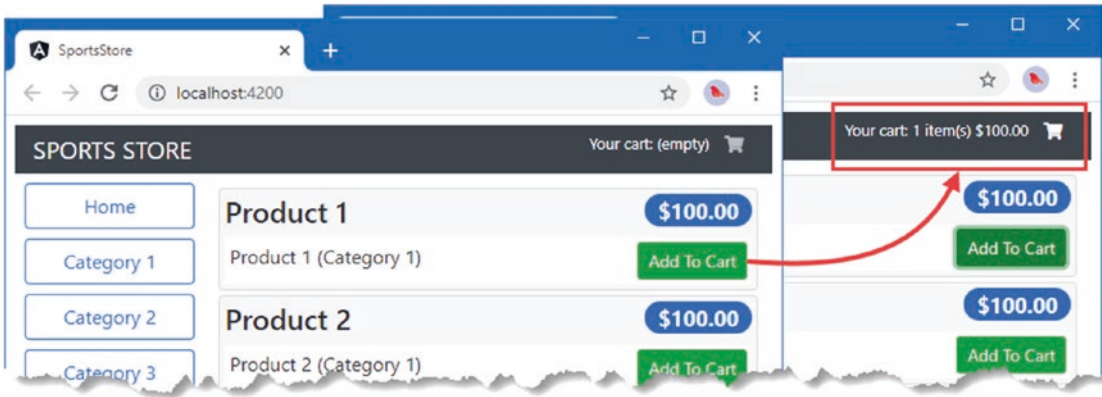 SportsStore
localhost:4200
SPORTS STORE
Your cart: (empty)
Your cart: 1 item(s) $100.00
Home
Category 1
Category 2
Category 3
Product 1
$100.00
Product 1 (Category 1)
Add To Cart
Product 2
$100.00
Product 2 (Category 1)
Add To Cart
$100.00
Add To Cart
$100.00
Add To Cart